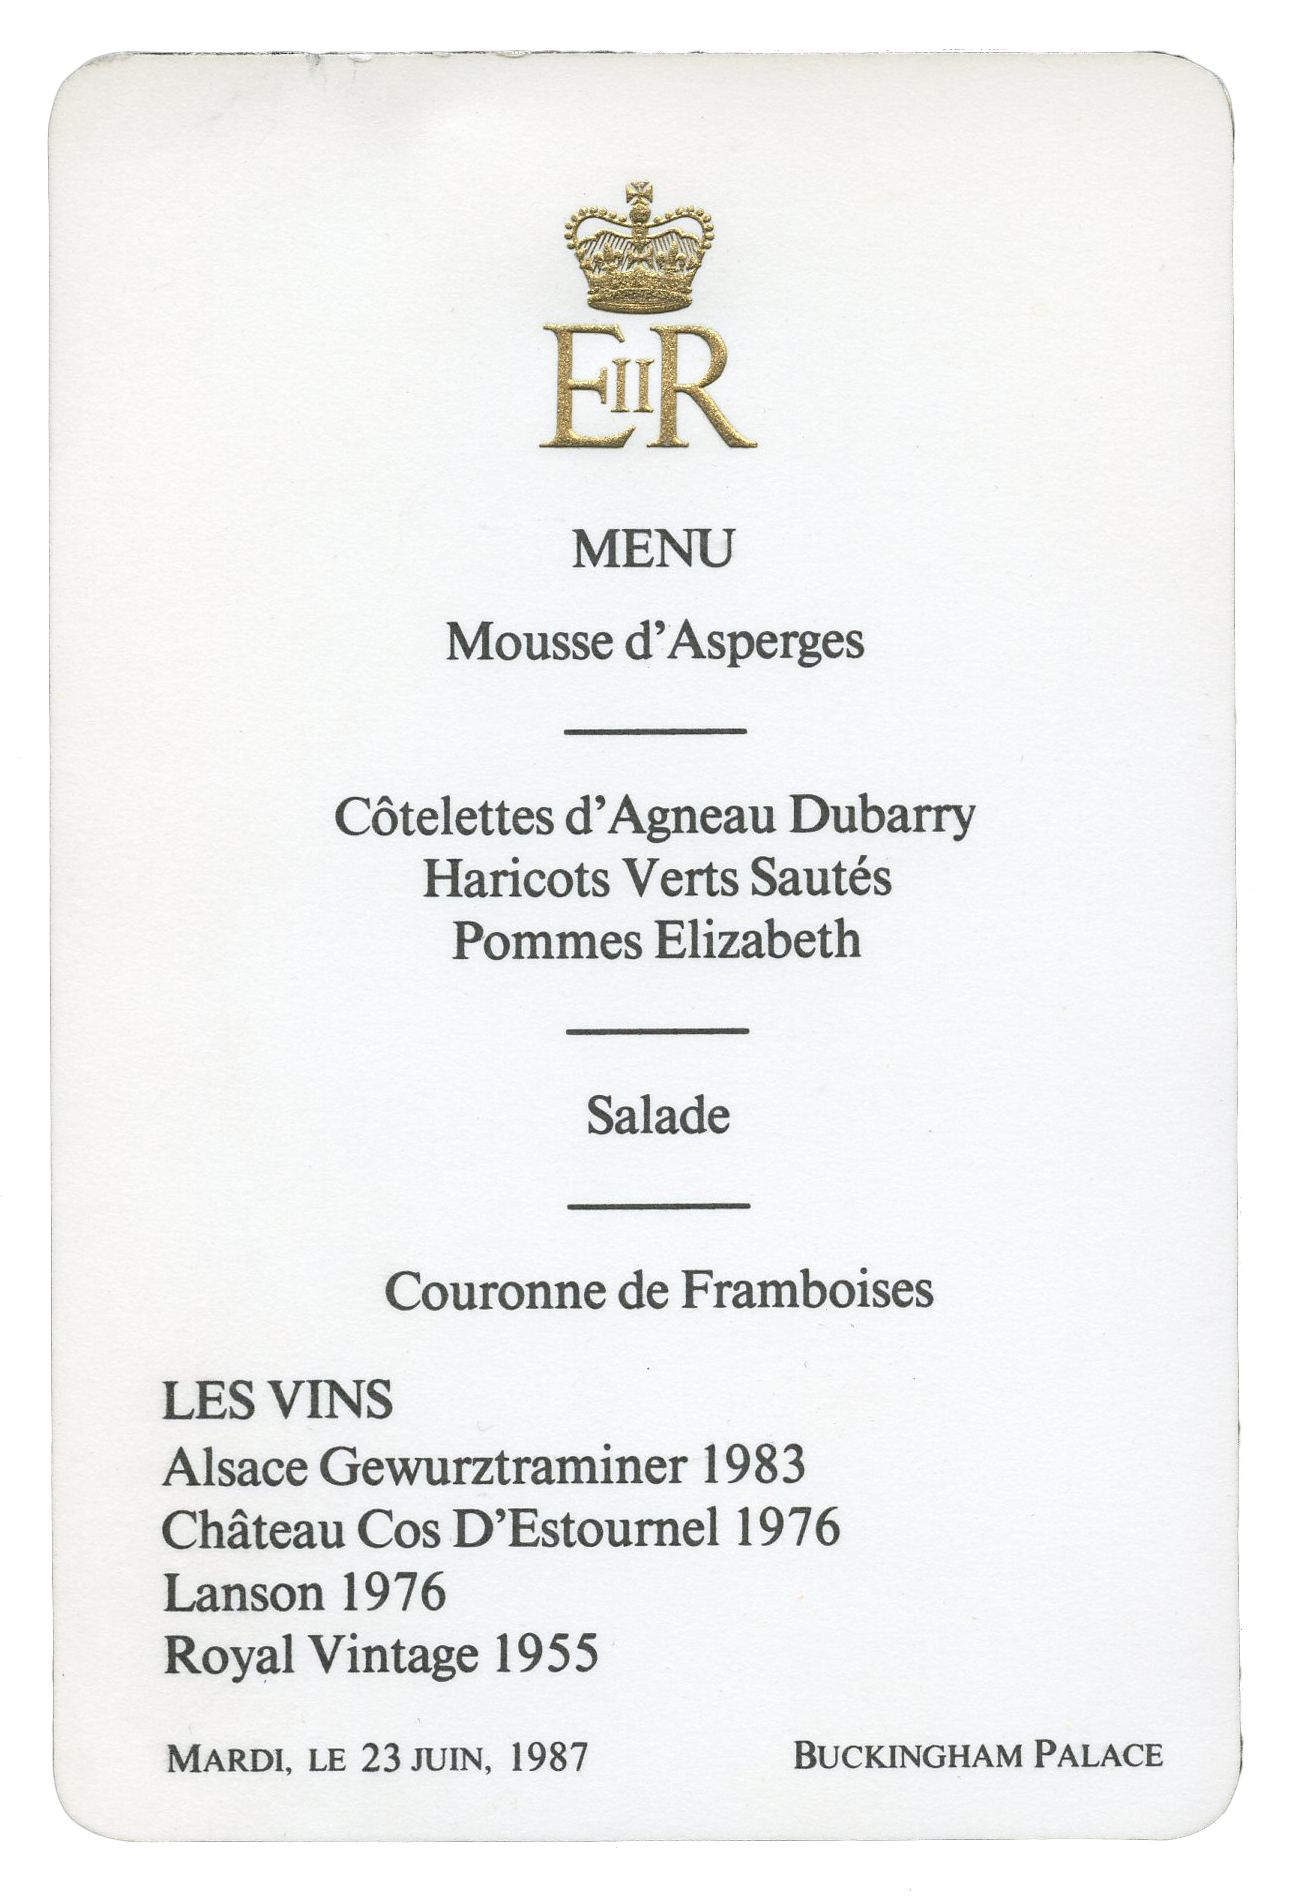 EIIR
MENU
Mousse d'Asperges
Côtelettes d'Agneau Dubarry
Haricots Verts Sautés
Pommes Elizabeth
Salade
Couronne de Framboises
LES VINS
Alsace Gewurztraminer 1983
Château Cos D'Estournel 1976
Lanson 1976
Royal Vintage 1955
MARDI, LE 23 JUIN, 1987 BUCKINGHAM PALACE